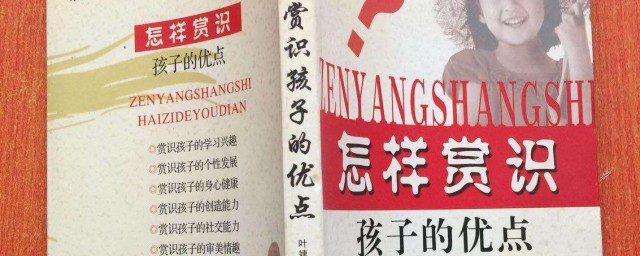 怎样赏识
孩子的优点
ZENYANGSHANGSHI
HAIZIDEYOUDIAN
赏识孩子的学习兴趣
赏识孩子的个性发展
赏识孩子的身心健康
赏识孩子的创造能力
赏识孩子的社交能力
赏识孩子的审美情趣
赏识孩子的优点
?
ZENYANGSHANGSHI
怎样赏识
孩子的优点